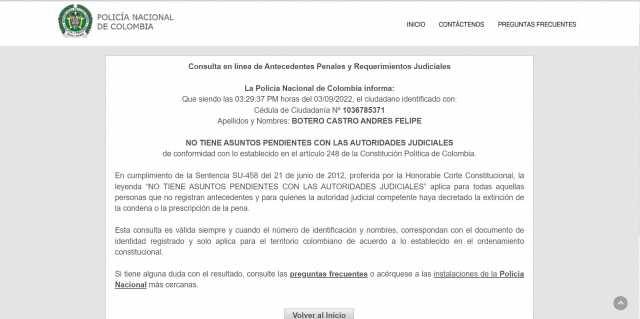 POLICÍA NACIONAL
DE COLOMBIA
INICIO CONTÁCTENOS PREGUNTAS FRECUENTES
Consulta en línea de Antecedentes Penales y Requerimientos Judiciales
La Policía Nacional de Colombia informa:
Que siendo las 03:29:37 PM horas del 03/09/2022, el ciudadano identificado con:
Cédula de Ciudadanía Nº 1036785371
Apellidos y Nombres: BOTERO CASTRO ANDRES FELIPE
NO TIENE ASUNTOS PENDIENTES CON LAS AUTORIDADES JUDICIALES
de conformidad con lo establecido en el artículo 248 de la Constitución Política de Colombia.
En cumplimiento de la Sentencia SU-458 del 21 de junio de 2012, proferida por la Honorable Corte Constitucional, la
leyenda “NO TIENE ASUNTOS PENDIENTES CON LAS AUTORIDADES JUDICIALES” aplica para todas aquellas
personas que no registran antecedentes y para quienes la autoridad judicial competente haya decretado la extinción de
la condena o la prescripción de la pena.
Esta consulta es válida siempre y cuando el número de identificación y nombres, correspondan con el documento de
identidad registrado y solo aplica para el territorio colombiano de acuerdo a lo establecido en el ordenamiento
constitucional.
Si tiene alguna duda con el resultado, consulte las preguntas frecuentes o acérquese a las instalaciones de la Policía
Nacional más cercanas.
Volver al Inicio